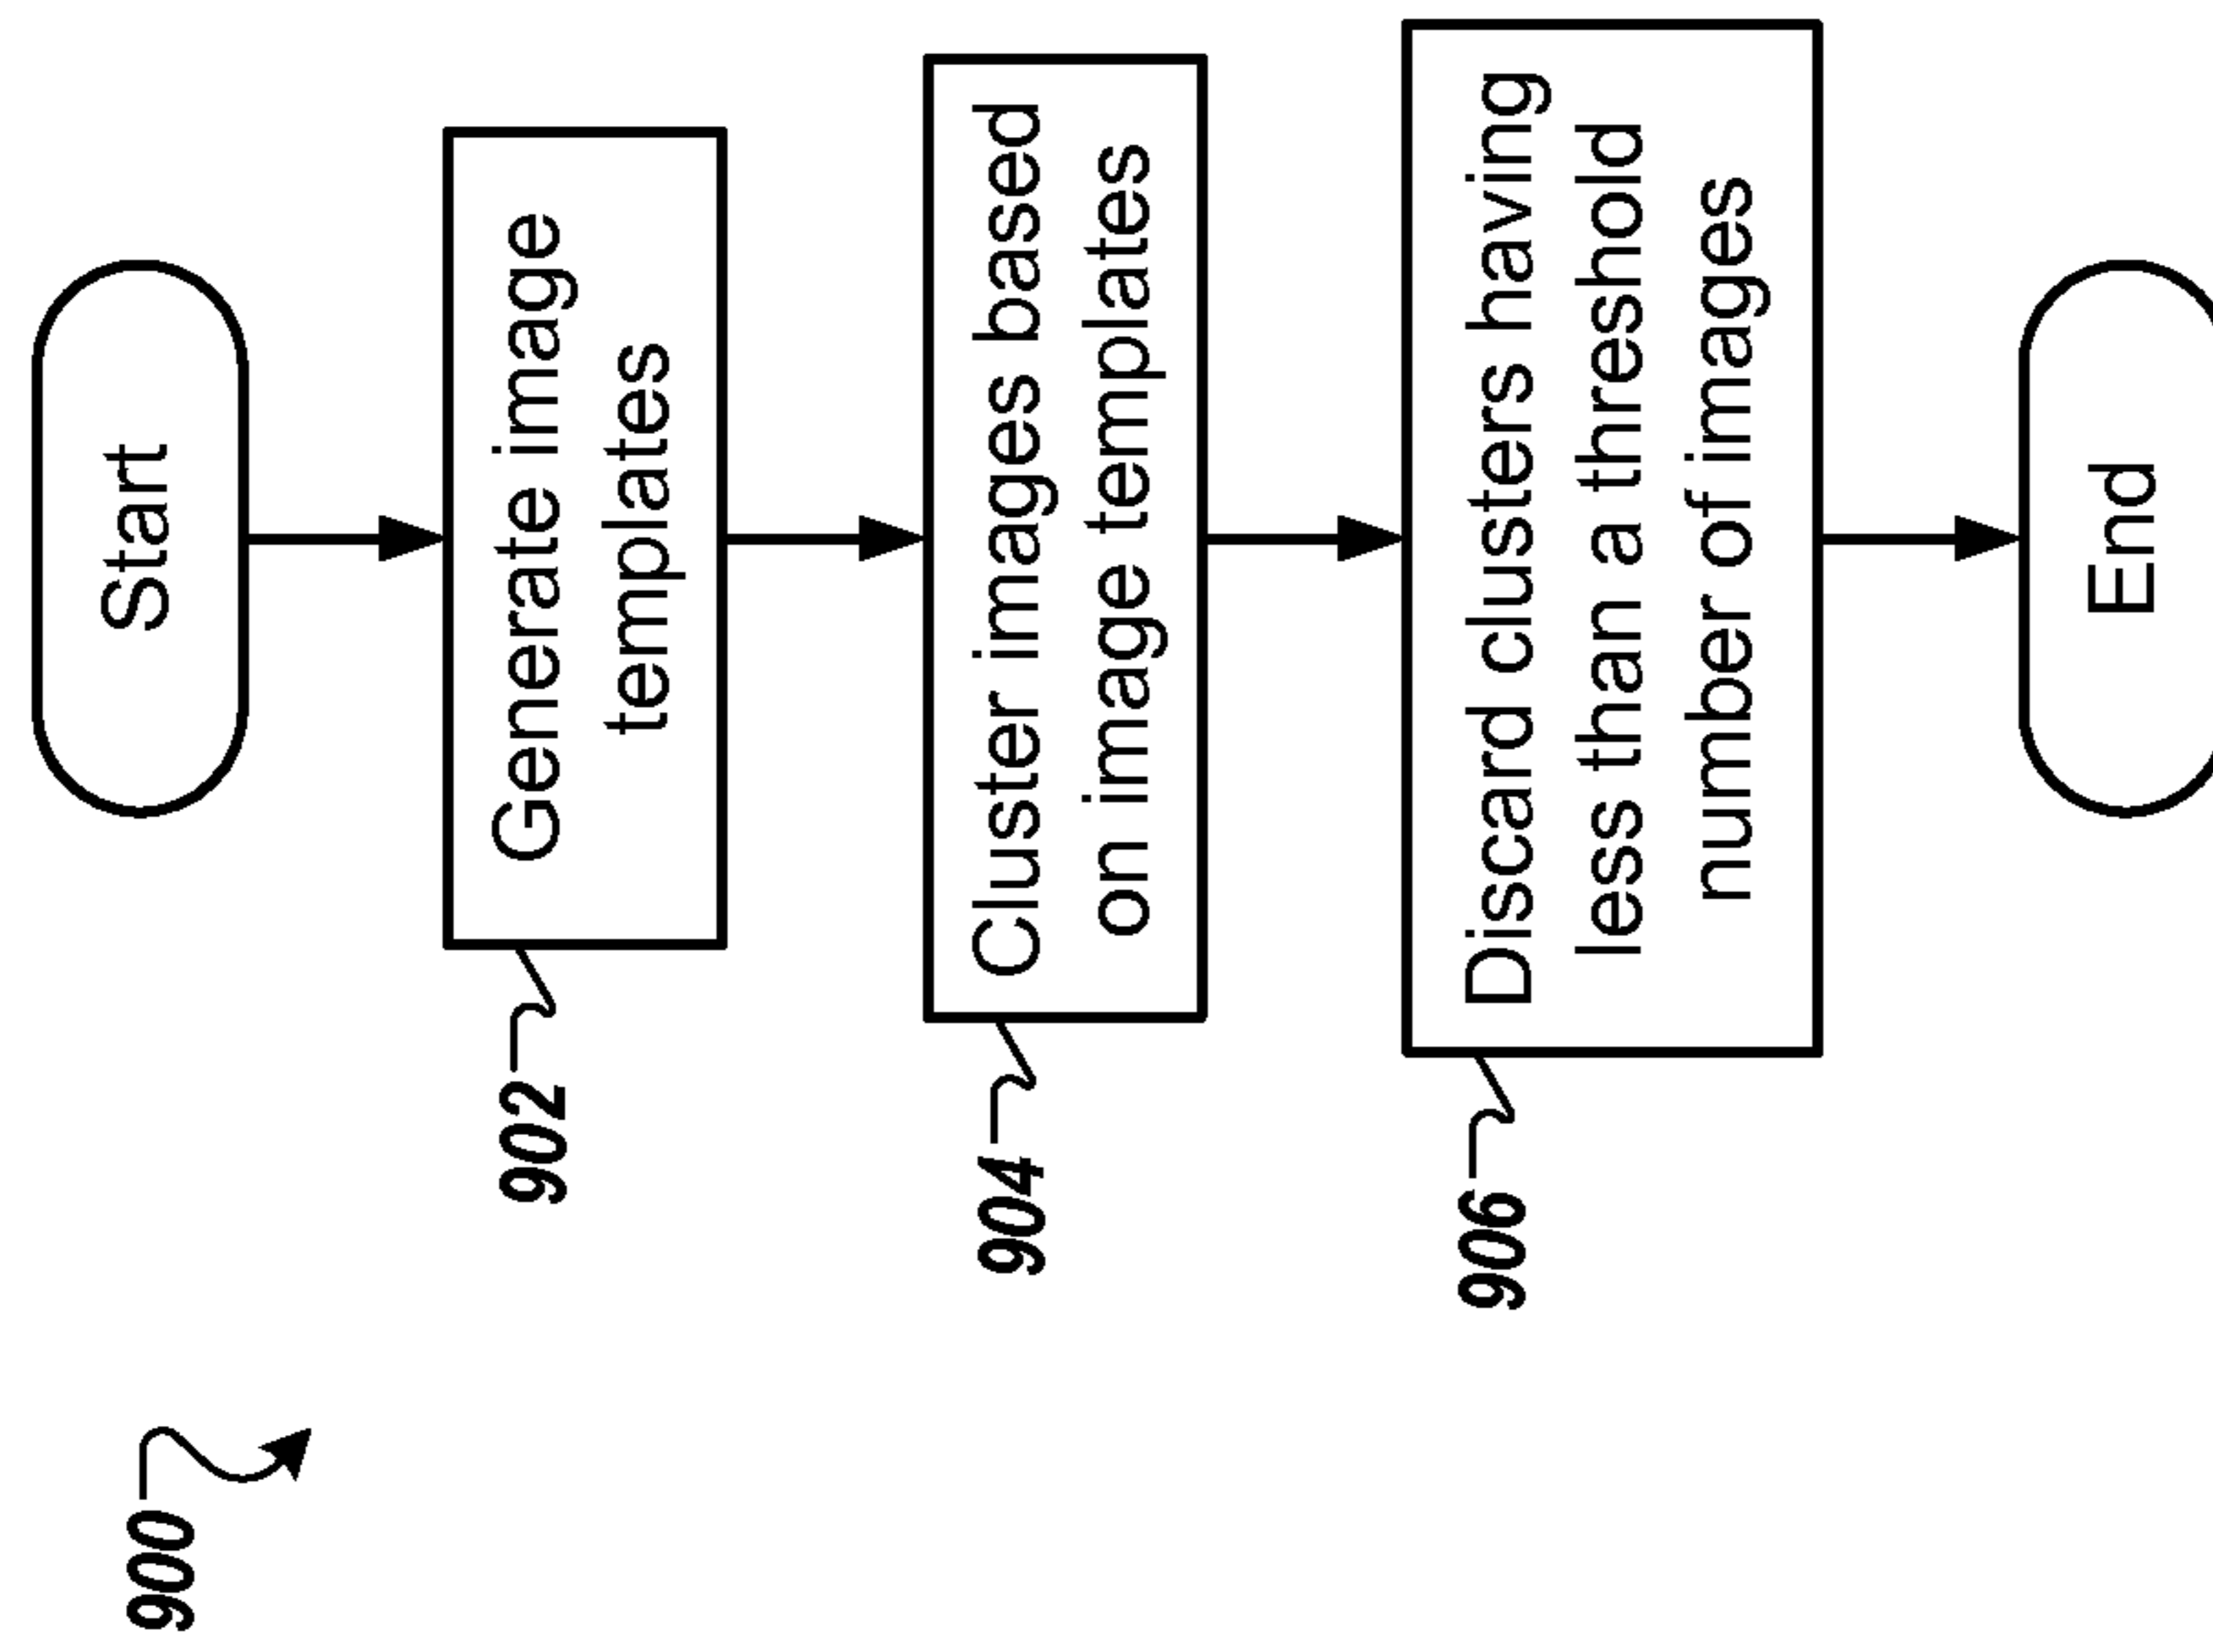 900
Start
902
Generate image
templates
904
Cluster images based
on image templates
906
Discard clusters having
less than a threshold
number of images
End